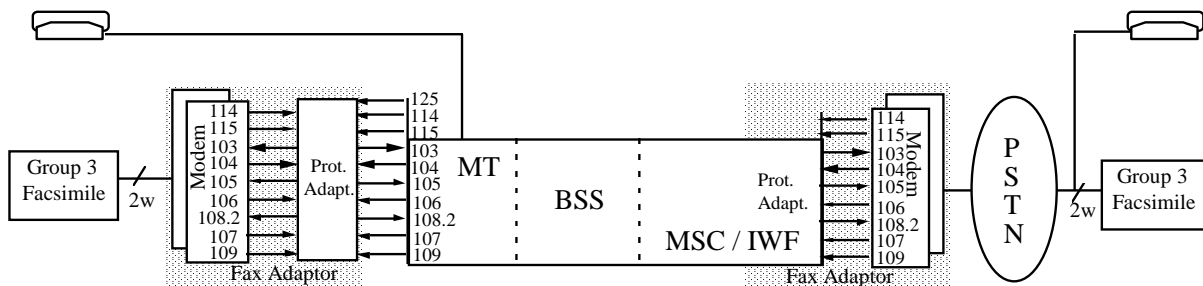 Group 3
Facsimile
2w
Modem
114
115
103
104
105
106
108.2
107
109
Fax Adaptor
Prot.
Adapt.
125
114
115
103
104
105
106
108.2
107
109
MT
BSS
MSC / IWF
Prot.
Adapt.
Fax Adaptor
114
115
103
104
105
106
108.2
107
109
Modem
PSTN
2w
Group 3
Facsimile